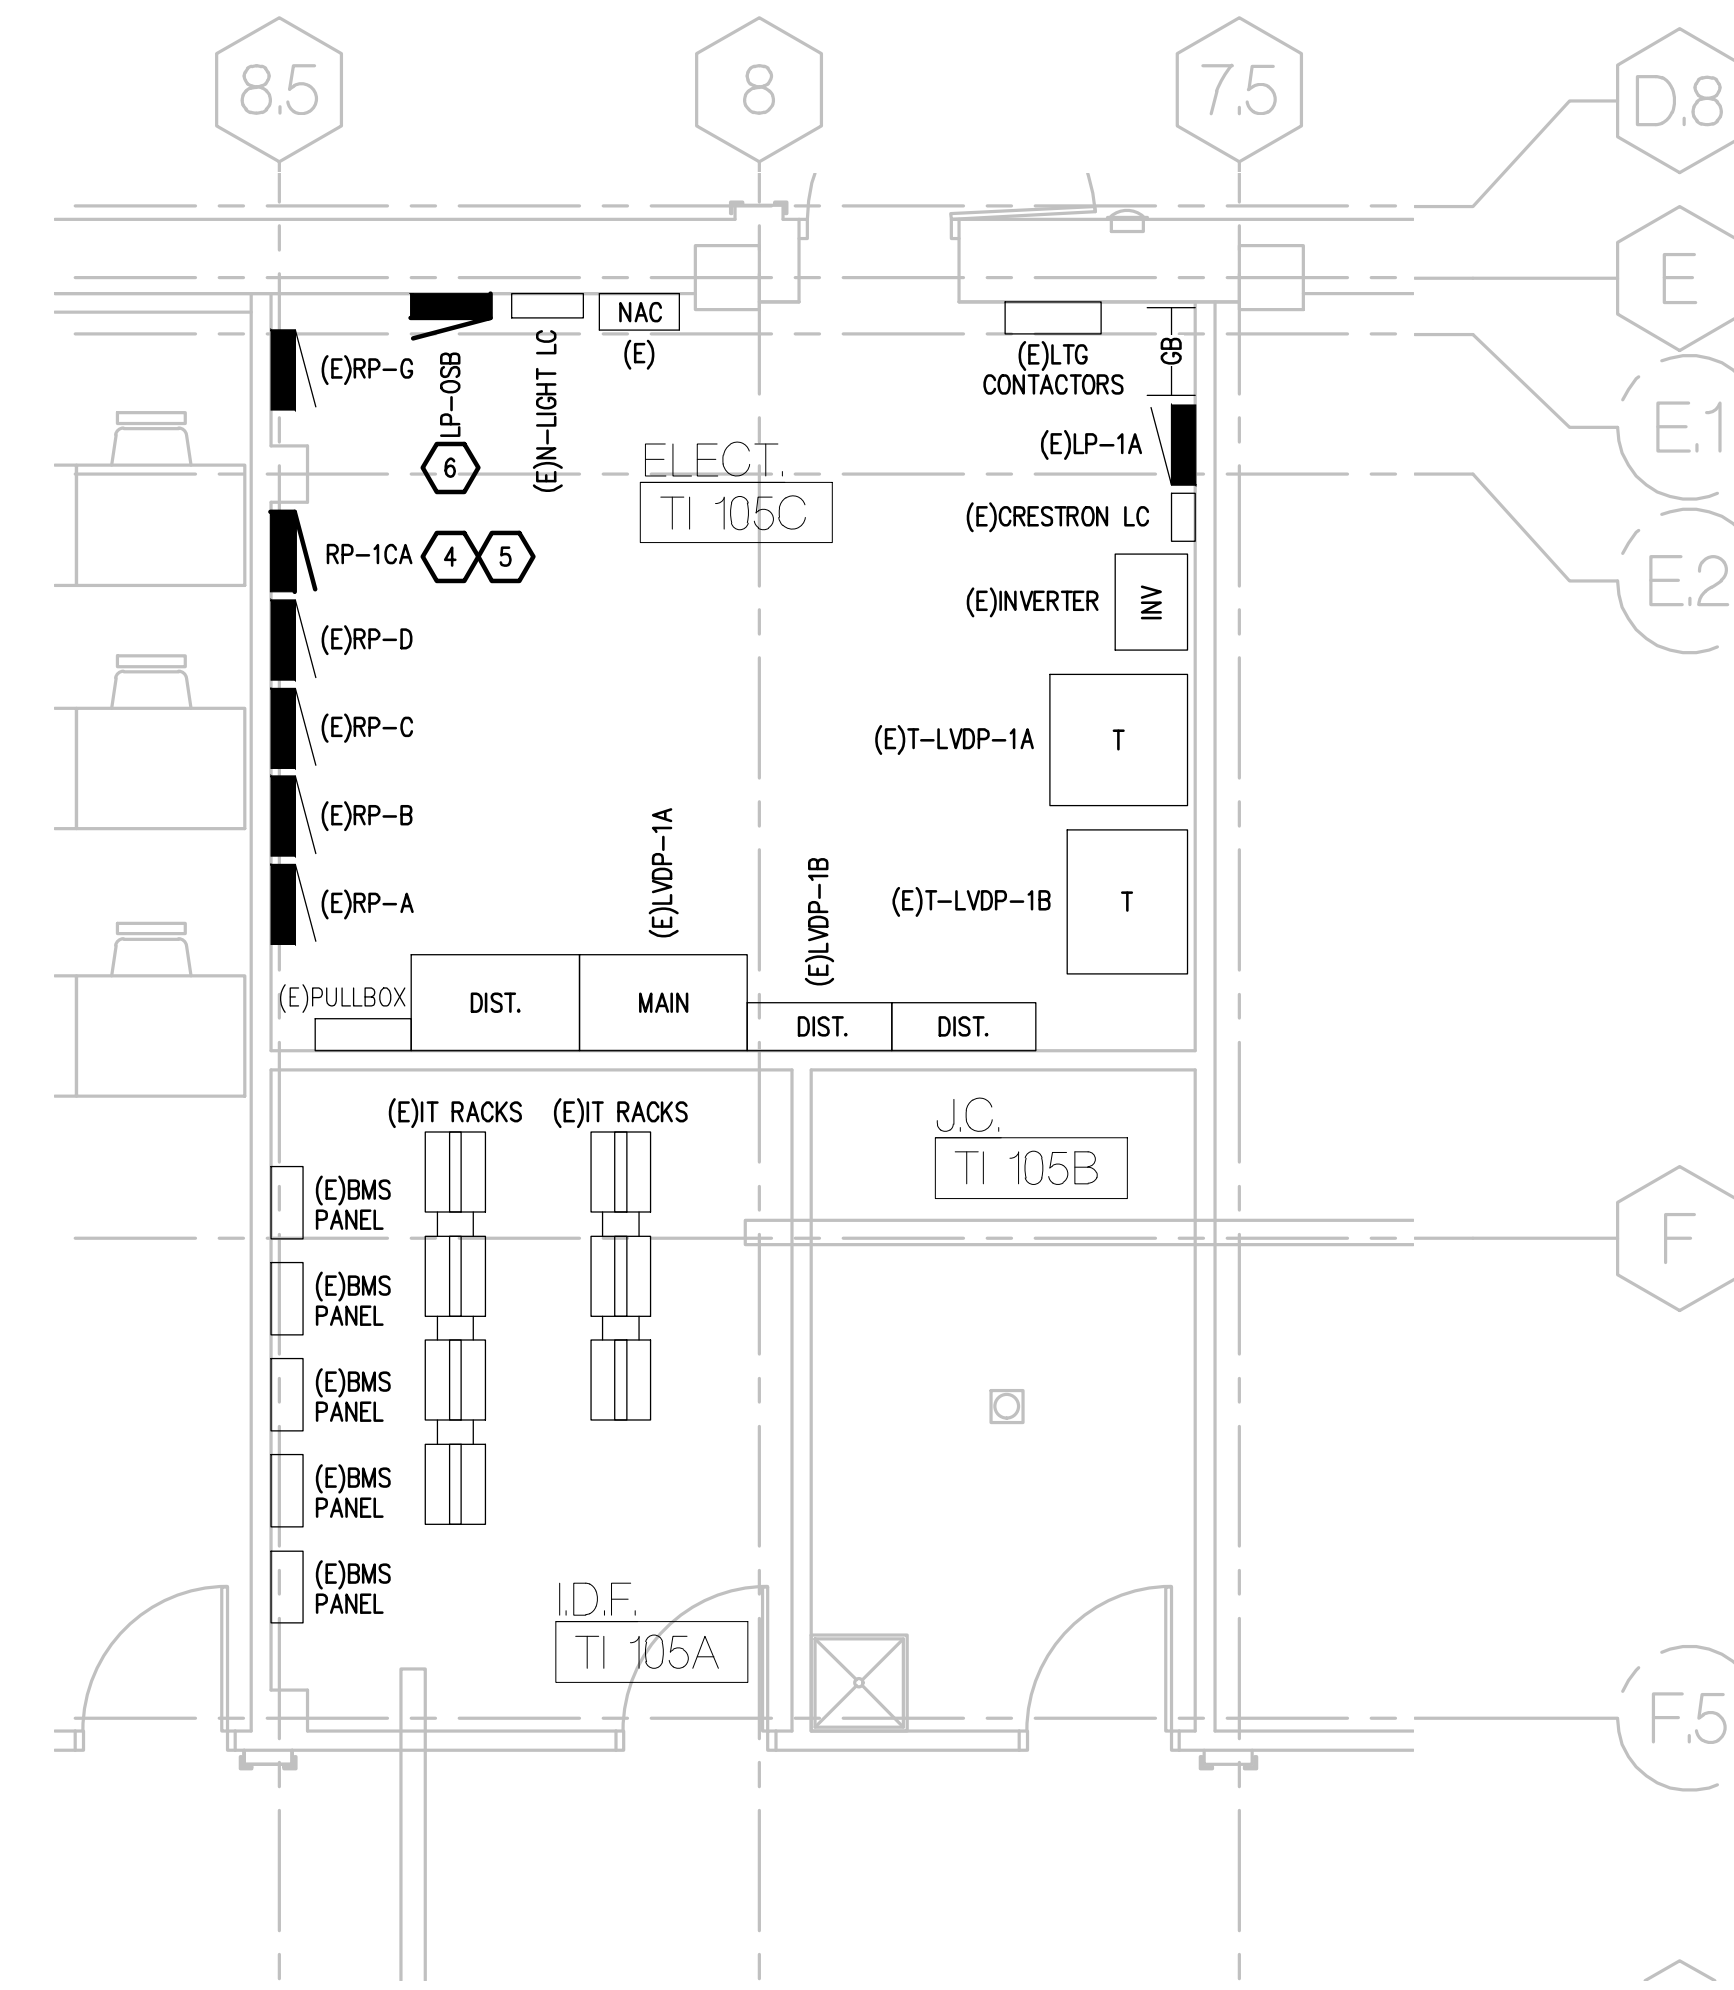 8.5
8
7.5
D.8
E
E.1
E.2
F
F.5
NAC
(E)
(E)RP-G
LP-OSB
(E)N-LIGHT LC
6
(E)LTG
CONTACTORS
GB
(E)LP-1A
ELECT.
TI 105C
(E)CRESTRON LC
RP-1CA
4
5
(E)INVERTER
INV
(E)RP-D
(E)RP-C
(E)T-LVDP-1A
T
(E)RP-B
(E)LVDP-1A
(E)LVDP-1B
(E)RP-A
(E)T-LVDP-1B
T
(E)PULLBOX
DIST.
MAIN
DIST.
DIST.
(E)IT RACKS
(E)IT RACKS
J.C.
TI 105B
(E)BMS
PANEL
(E)BMS
PANEL
(E)BMS
PANEL
(E)BMS
PANEL
(E)BMS
PANEL
I.D.F.
TI 105A